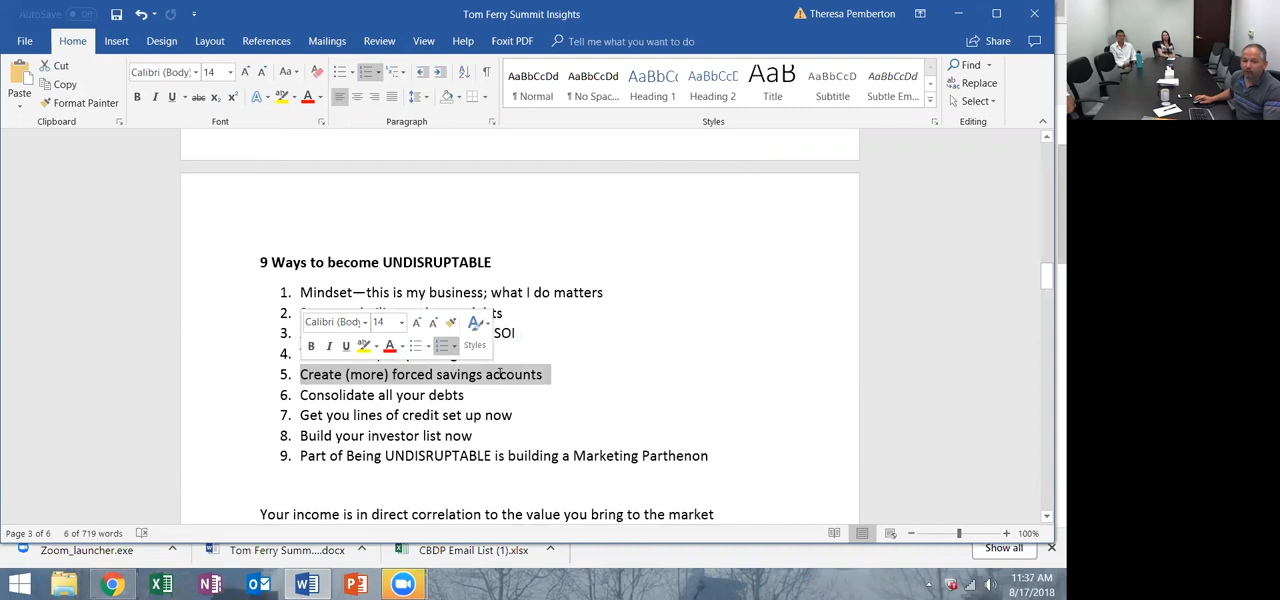 AutoSave Off
Tom Ferry Summit Insights
Theresa Pemberton
File Home Insert Design Layout References Mailings Review View Help Foxit PDF Tell me what you want to do Share
Paste
Cut
Copy
Format Painter
Calibri (Body) 14
AaBbCcDd AaBbCcDd AaBbCc AaBbCcC AaB AaBbCcD AaBbCcDd
¶ Normal ¶ No Spac... Heading 1 Heading 2 Title Subtitle Subtle Em...
Find
Replace
Select
Clipboard Font Paragraph Styles Editing
9 Ways to become UNDISRUPTABLE
1. Mindset—this is my business; what I do matters
2.
3. SOI
4.
Calibri (Body) 14
B I U Styles
5. Create (more) forced savings accounts
6. Consolidate all your debts
7. Get you lines of credit set up now
8. Build your investor list now
9. Part of Being UNDISRUPTABLE is building a Marketing Parthenon
Your income is in direct correlation to the value you bring to the market
Page 3 of 6 6 of 719 words 100%
Zoom_launcher.exe Tom Ferry Summ....docx CBDP Email List (1).xlsx Show all
11:37 AM
8/17/2018